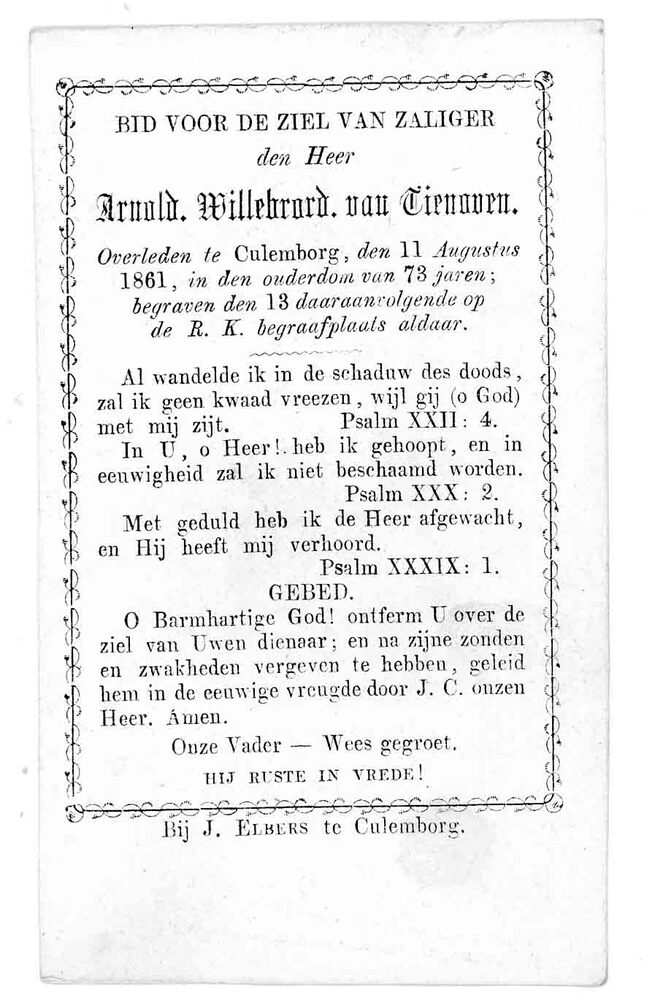 BID VOOR DE ZIEL VAN ZALIGER
den Heer
Arnold. Willebrord. van Tienoven.
Overleden te Culemborg, den 11 Augustus
1861, in den ouderdom van 73 jaren;
begraven den 13 daaraanvolgende op
de R. K. begraafplaats aldaar.
Al wandelde ik in de schaduw des doods,
zal ik geen kwaad vreezen, wijl gij (o God)
met mij zijt. Psalm XXII: 4.
In U, o Heer! heb ik gehoopt, en in
eeuwigheid zal ik niet beschaamd worden.
Psalm XXX: 2.
Met geduld heb ik de Heer afgewacht,
en Hij heeft mij verhoord.
Psalm XXXIX: 1.
GEBED.
O Barmhartige God! ontferm U over de
ziel van Uwen dienaar; en na zijne zonden
en zwakheden vergeven te hebben, geleid
hem in de eeuwige vreugde door J. C. onzen
Heer. Amen.
Onze Vader — Wees gegroet.
HIJ RUSTE IN VREDE!
Bij J. ELBERS te Culemborg.